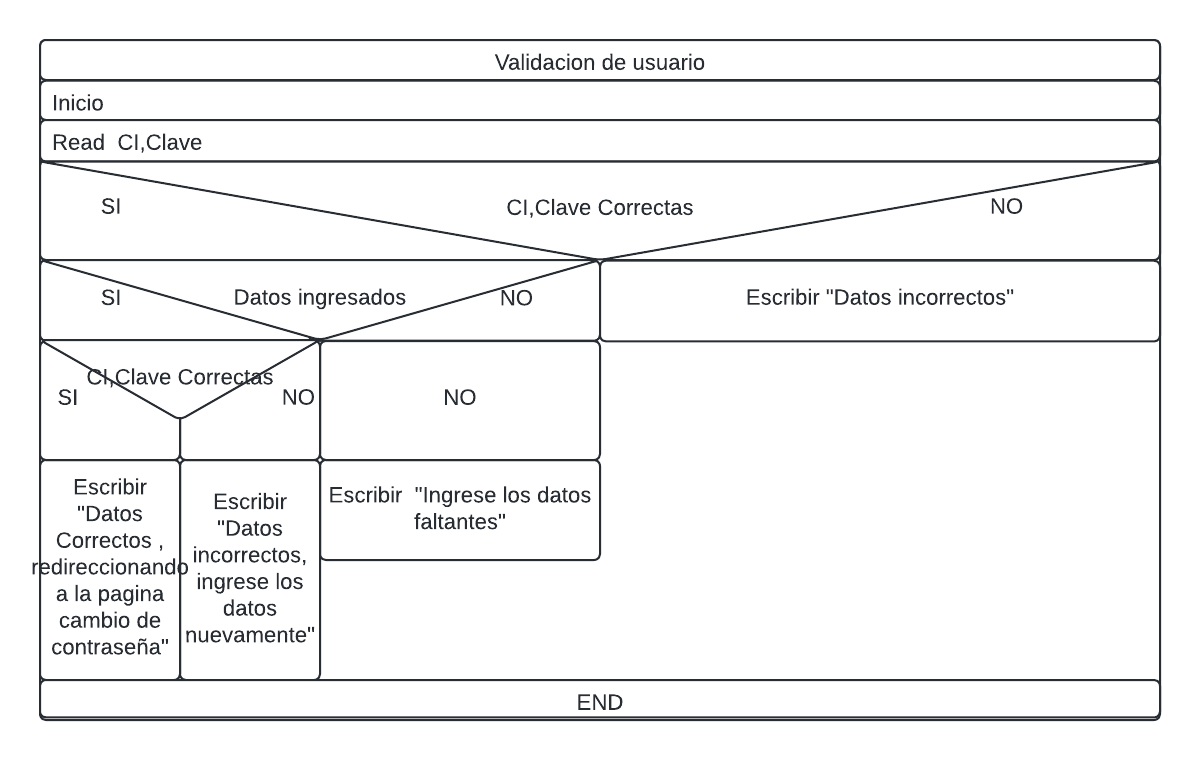 Validacion de usuario
Inicio
Read  CI,Clave
SI
CI,Clave Correctas
NO
SI
Datos ingresados
NO
Escribir "Datos incorrectos"
CI,Clave Correctas
SI
NO
NO
Escribir
"Datos
Correctos ,
redireccionando
a la pagina
cambio de
contraseña"
Escribir
"Datos
incorrectos,
ingrese los
datos
nuevamente"
Escribir  "Ingrese los datos
faltantes"
END